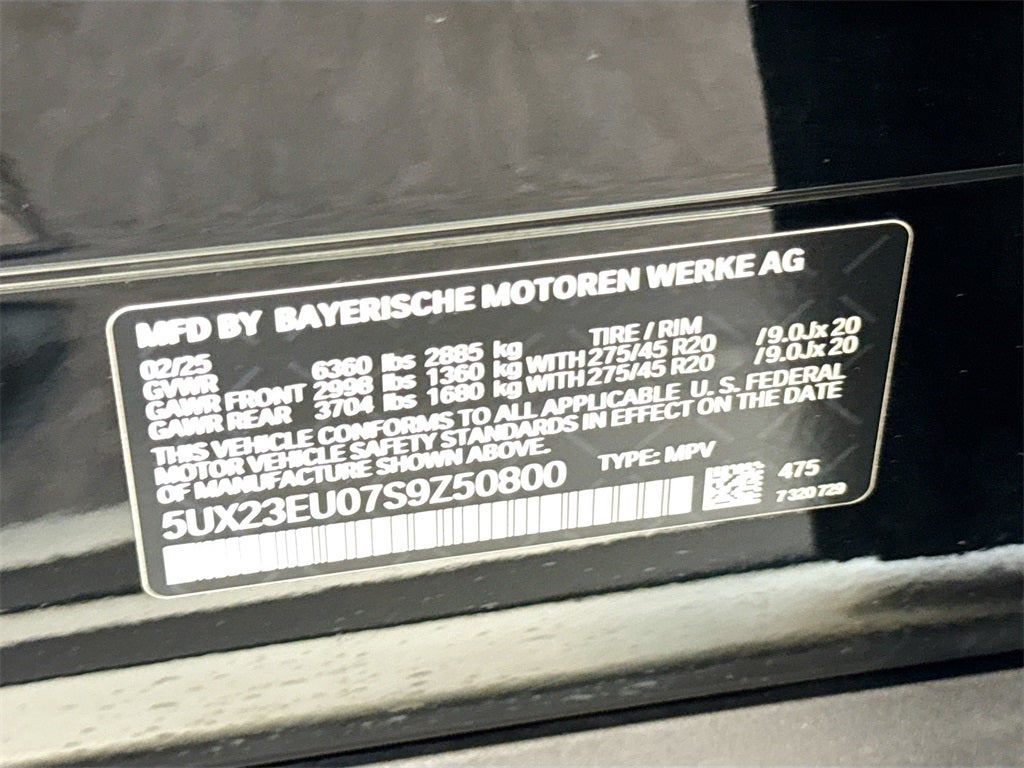 MFD BY BAYERISCHE MOTOREN WERKE AG
02/25 TIRE / RIM
GVWR 6360 lbs 2885 kg
GAWR FRONT 2998 lbs 1360 kg WITH 275/45 R20 / 9.0Jx 20
GAWR REAR 3704 lbs 1680 kg WITH 275/45 R20 / 9.0Jx 20
THIS VEHICLE CONFORMS TO ALL APPLICABLE U. S. FEDERAL
MOTOR VEHICLE SAFETY STANDARDS IN EFFECT ON THE DATE
OF MANUFACTURE SHOWN ABOVE.
5UX23EU07S9Z50800 TYPE: MPV
475
7 320 729